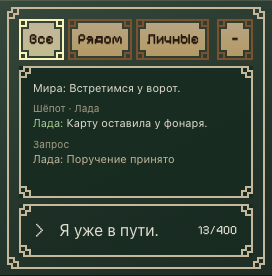 Все Рядом Личные -
Мира: Встретимся у ворот.
Шёпот · Лада
Лада: Карту оставила у фонаря.
Запрос
Лада: Поручение принято
Я уже в пути. 13/400